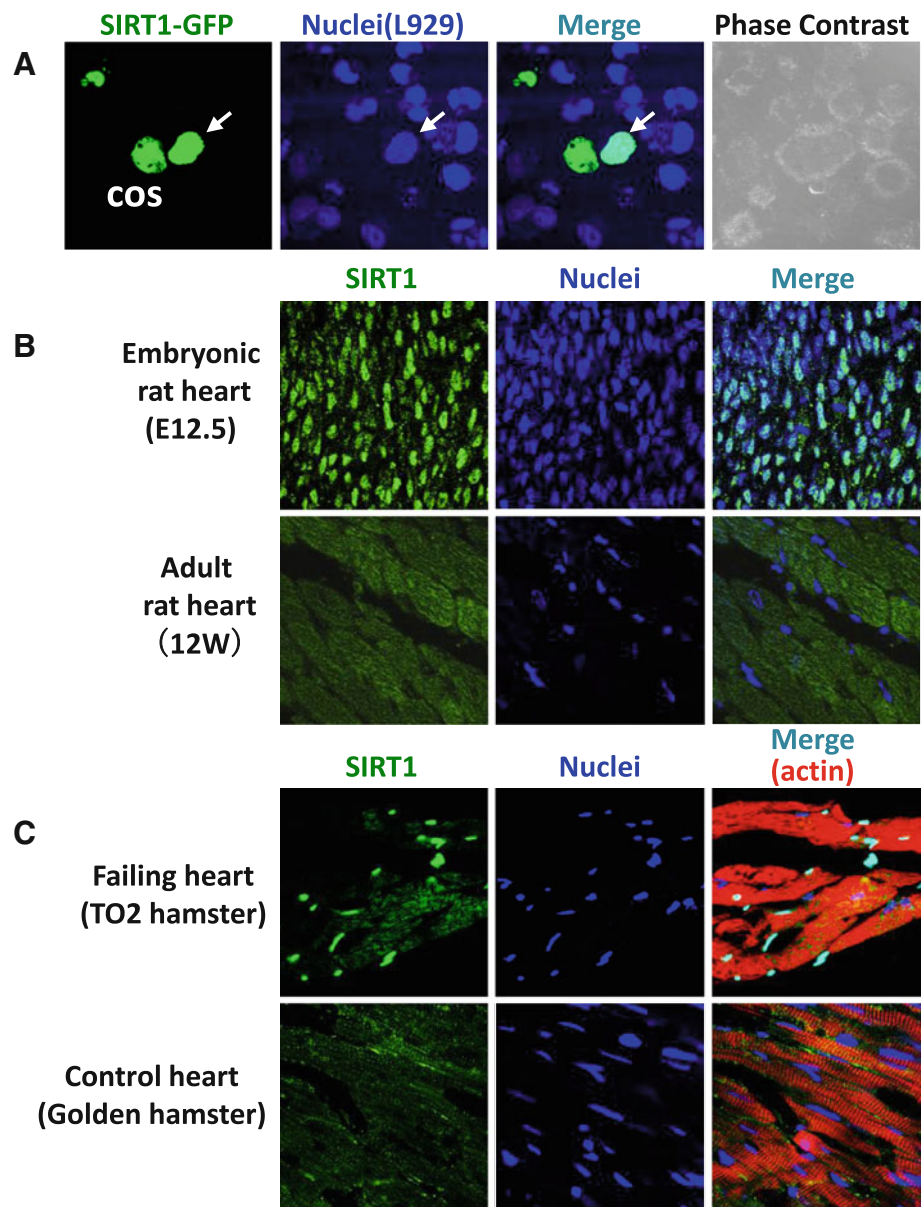 SIRT1-GFP Nuclei(L929) Merge Phase Contrast
A
COS
SIRT1 Nuclei Merge
B
Embryonic
rat heart
(E12.5)
Adult
rat heart
(12W)
SIRT1 Nuclei Merge
(actin)
C
Failing heart
(TO2 hamster)
Control heart
(Golden hamster)